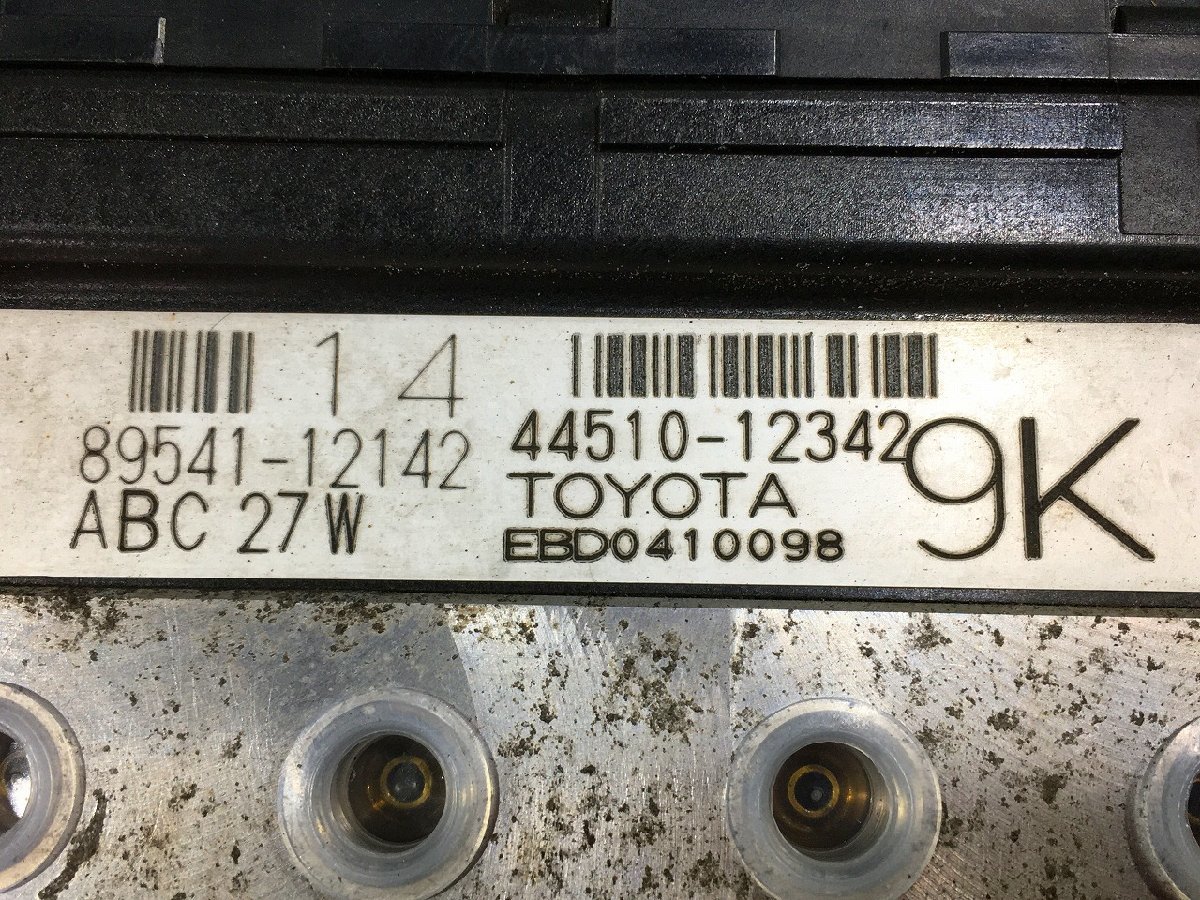 14
89541-12142
ABC 27W
44510-12342
TOYOTA
EBD0410098
9K